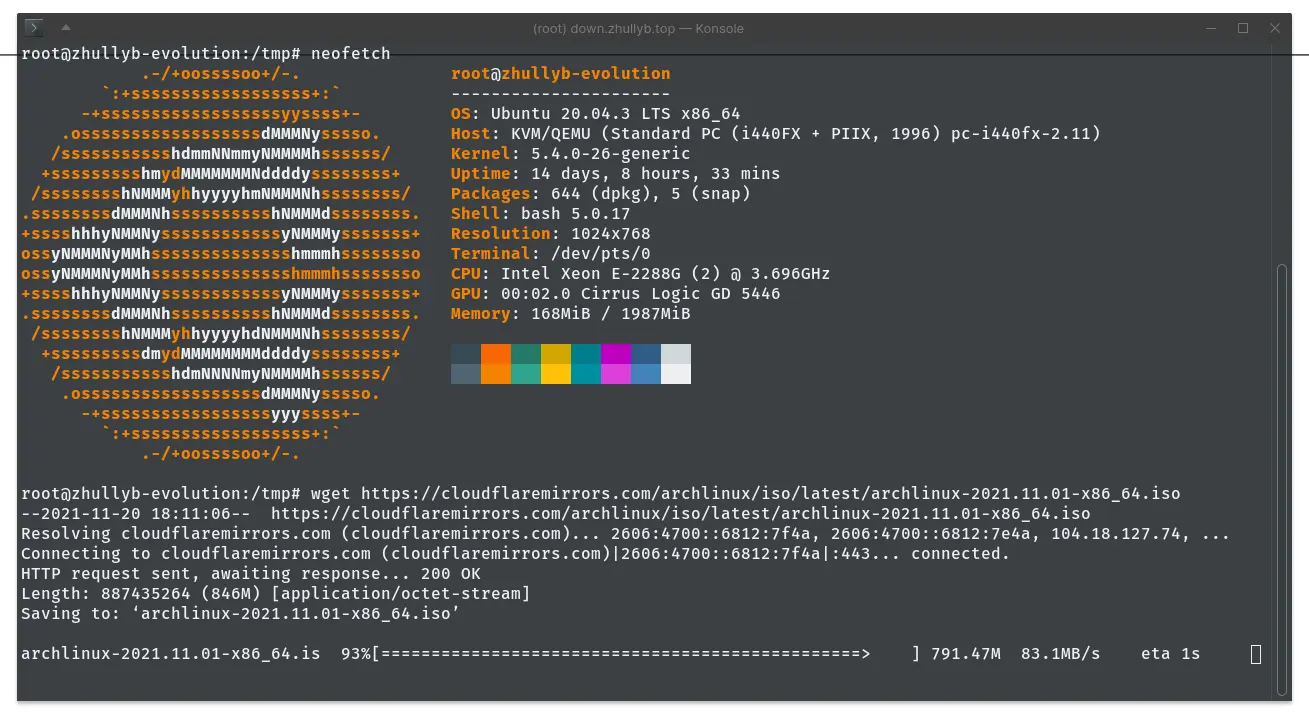 (root) down.zhullyb.top — Konsole
root@zhullyb-evolution:/tmp# neofetch
.-/+oossssoo+/-. root@zhullyb-evolution
`:+ssssssssssssssssss+:` ----------------------
-+ssssssssssssssssssyyssss+- OS: Ubuntu 20.04.3 LTS x86_64
.ossssssssssssssssssdMMMNysssso. Host: KVM/QEMU (Standard PC (i440FX + PIIX, 1996) pc-i440fx-2.11)
/ssssssssssshdmmNNmmyNMMMMhssssss/ Kernel: 5.4.0-26-generic
+ssssssssshmydMMMMMMMNddddyssssssss+ Uptime: 14 days, 8 hours, 33 mins
/sssssssshNMMMyhhyyyyhmNMMMNhssssssss/ Packages: 644 (dpkg), 5 (snap)
.ssssssssdMMMNhsssssssssshNMMMdssssssss. Shell: bash 5.0.17
+sssshhhyNMMNyssssssssssssyNMMMysssssss+ Resolution: 1024x768
ossyNMMMNyMMhsssssssssssssshmmmhssssssso Terminal: /dev/pts/0
ossyNMMMNyMMhsssssssssssssshmmmhssssssso CPU: Intel Xeon E-2288G (2) @ 3.696GHz
+sssshhhyNMMNyssssssssssssyNMMMysssssss+ GPU: 00:02.0 Cirrus Logic GD 5446
.ssssssssdMMMNhsssssssssshNMMMdssssssss. Memory: 168MiB / 1987MiB
/sssssssshNMMMyhhyyyyhdNMMMNhssssssss/
+sssssssssdmydMMMMMMMMddddyssssssss+
/ssssssssssshdmNNNNmyNMMMMhssssss/
.ossssssssssssssssssdMMMNysssso.
-+sssssssssssssssssyyyssss+-
`:+ssssssssssssssssss+:`
.-/+oossssoo+/-.
root@zhullyb-evolution:/tmp# wget https://cloudflaremirrors.com/archlinux/iso/latest/archlinux-2021.11.01-x86_64.iso
--2021-11-20 18:11:06-- https://cloudflaremirrors.com/archlinux/iso/latest/archlinux-2021.11.01-x86_64.iso
Resolving cloudflaremirrors.com (cloudflaremirrors.com)... 2606:4700::6812:7f4a, 2606:4700::6812:7e4a, 104.18.127.74, ...
Connecting to cloudflaremirrors.com (cloudflaremirrors.com)|2606:4700::6812:7f4a|:443... connected.
HTTP request sent, awaiting response... 200 OK
Length: 887435264 (846M) [application/octet-stream]
Saving to: ‘archlinux-2021.11.01-x86_64.iso’
archlinux-2021.11.01-x86_64.is 93%[================================================> ] 791.47M 83.1MB/s eta 1s